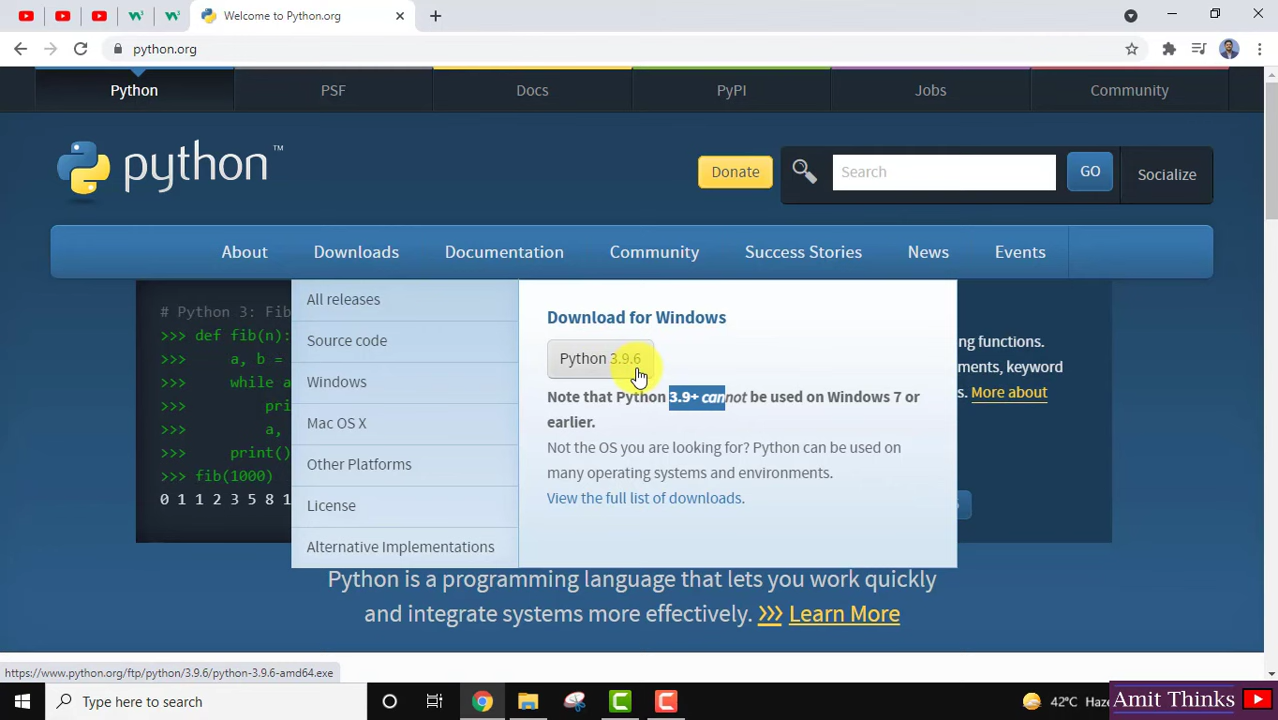 Welcome to Python.org
python.org
Python
PSF
Docs
PyPI
Jobs
Community
python™
Donate
Search
GO
Socialize
About
Downloads
Documentation
Community
Success Stories
News
Events
# Python 3: Fib
>>> def fib(n):
a, b =
while a
pri
a,
print()
>>> fib(1000)
0 1 1 2 3 5 8 1
All releases
Source code
Windows
Mac OS X
Other Platforms
License
Alternative Implementations
Download for Windows
Python 3.9.6
Note that Python 3.9+ cannot be used on Windows 7 or
earlier.
Not the OS you are looking for? Python can be used on
many operating systems and environments.
View the full list of downloads.
ng functions.
ments, keyword
s. More about
Python is a programming language that lets you work quickly
and integrate systems more effectively. >>> Learn More
https://www.python.org/ftp/python/3.9.6/python-3.9.6-amd64.exe
Type here to search
42°C Haze
Amit Thinks